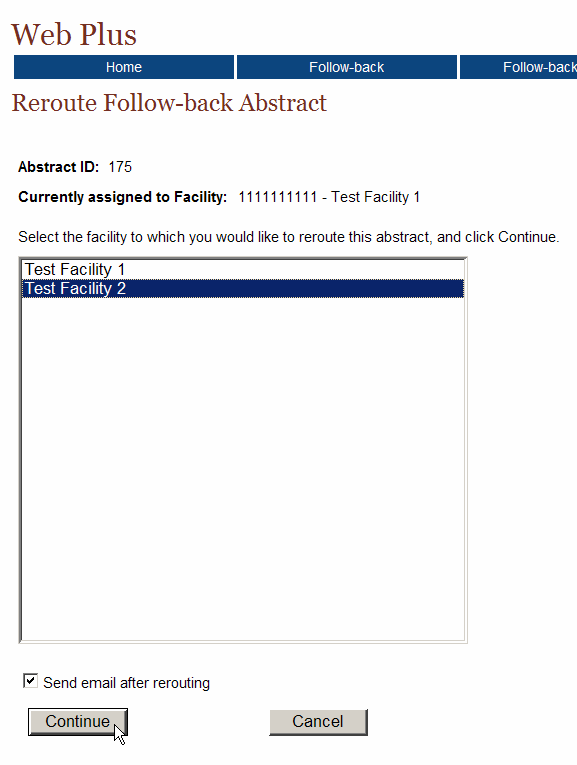 Web Plus
Home Follow-back Follow-back
Reroute Follow-back Abstract
Abstract ID: 175
Currently assigned to Facility: 1111111111 - Test Facility 1
Select the facility to which you would like to reroute this abstract, and click Continue.
Test Facility 1
Test Facility 2
Send email after rerouting
Continue Cancel